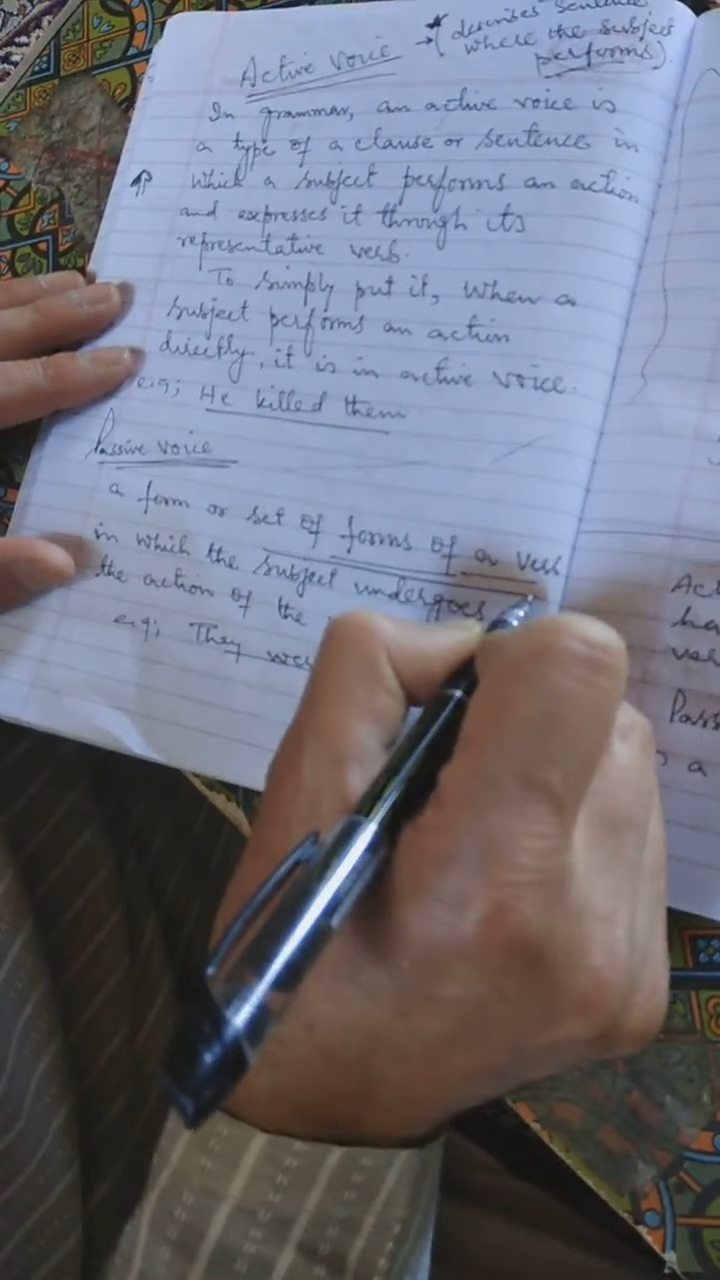 Active voice → ( describes sentence
where the subject
performs)
In grammar, an active voice is
a type of a clause or sentence in
which a subject performs an action
and expresses it through its
representative verb.
To simply put it, when a
subject performs an action
directly, it is in active voice.
e.g; He killed them
Passive voice
a form or set of forms of a verb
in which the subject undergoes
the action of the
e.g; They
Pass
a